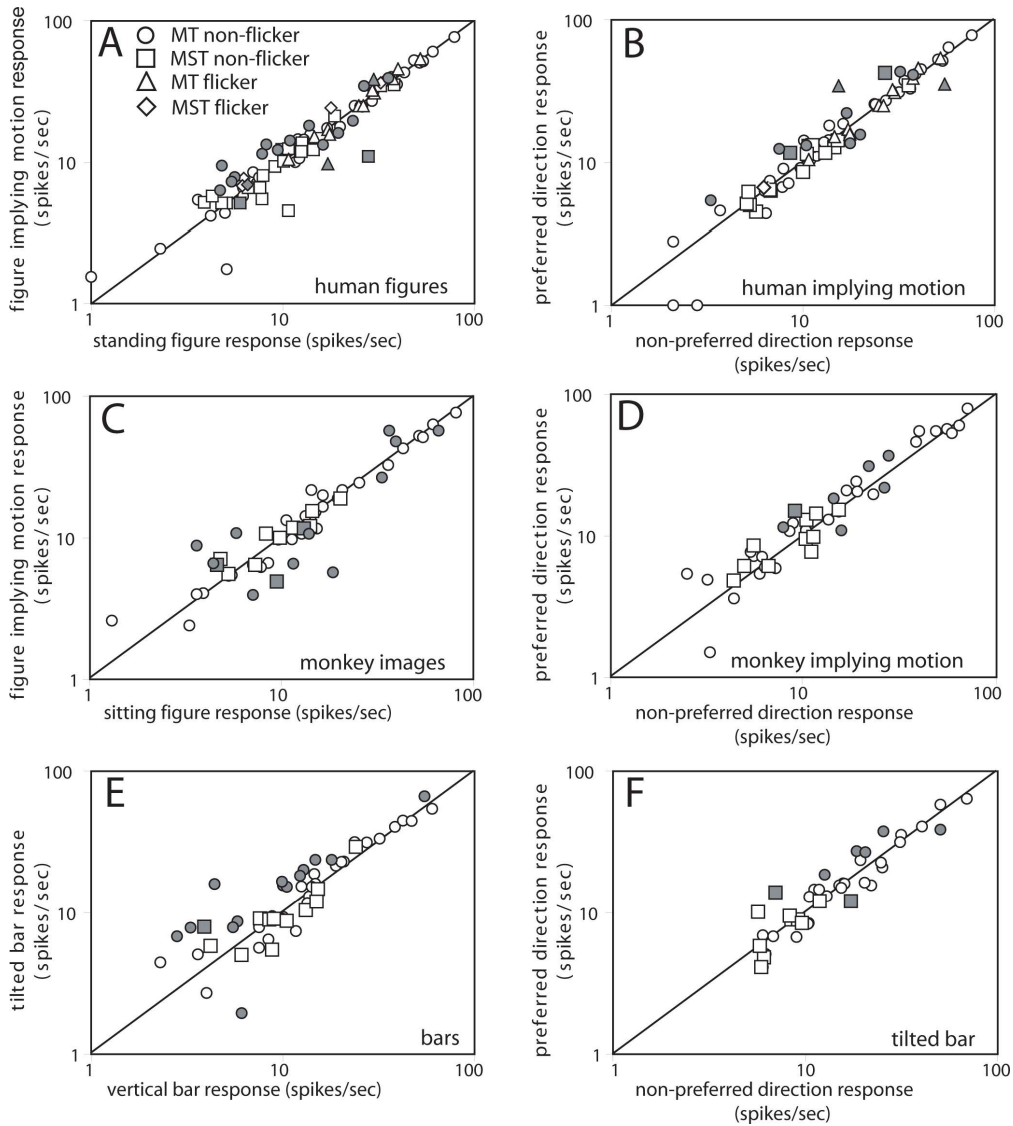 A
MT non-flicker
MST non-flicker
MT flicker
MST flicker
figure implying motion response
(spikes/sec)
100
10
1
human figures
1
10
100
standing figure response (spikes/sec)
B
preferred direction response
(spikes/sec)
100
10
1
human implying motion
1
10
100
non-preferred direction repsonse
(spikes/sec)
C
figure implying motion response
(spikes/sec)
100
10
1
monkey images
1
10
100
sitting figure response (spikes/sec)
D
preferred direction response
(spikes/sec)
100
10
1
monkey implying motion
1
10
100
non-preferred direction response
(spikes/sec)
E
tilted bar response
(spikes/sec)
100
10
1
bars
1
10
100
vertical bar response (spikes/sec)
F
preferred direction response
(spikes/sec)
100
10
1
tilted bar
1
10
100
non-preferred direction response
(spikes/sec)